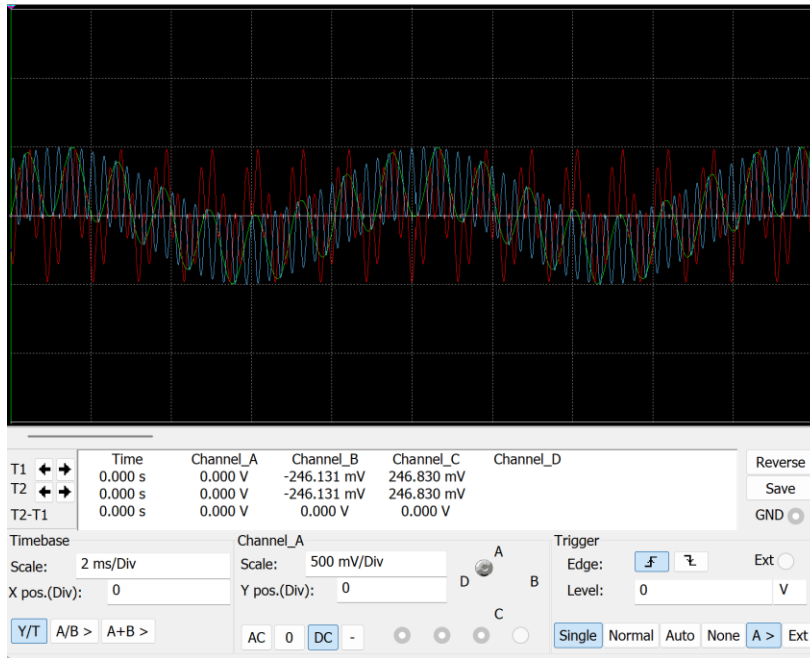 Time Channel_A Channel_B Channel_C Channel_D
T1 0.000 s 0.000 V -246.131 mV 246.830 mV
T2 0.000 s 0.000 V -246.131 mV 246.830 mV
T2-T1 0.000 s 0.000 V 0.000 V 0.000 V
Reverse
Save
GND
Timebase
Scale: 2 ms/Div
X pos.(Div): 0
Y/T A/B > A+B >
Channel_A
Scale: 500 mV/Div
Y pos.(Div): 0
AC 0 DC -
A
D B
C
Trigger
Edge: Ext
Level: 0 V
Single Normal Auto None A > Ext